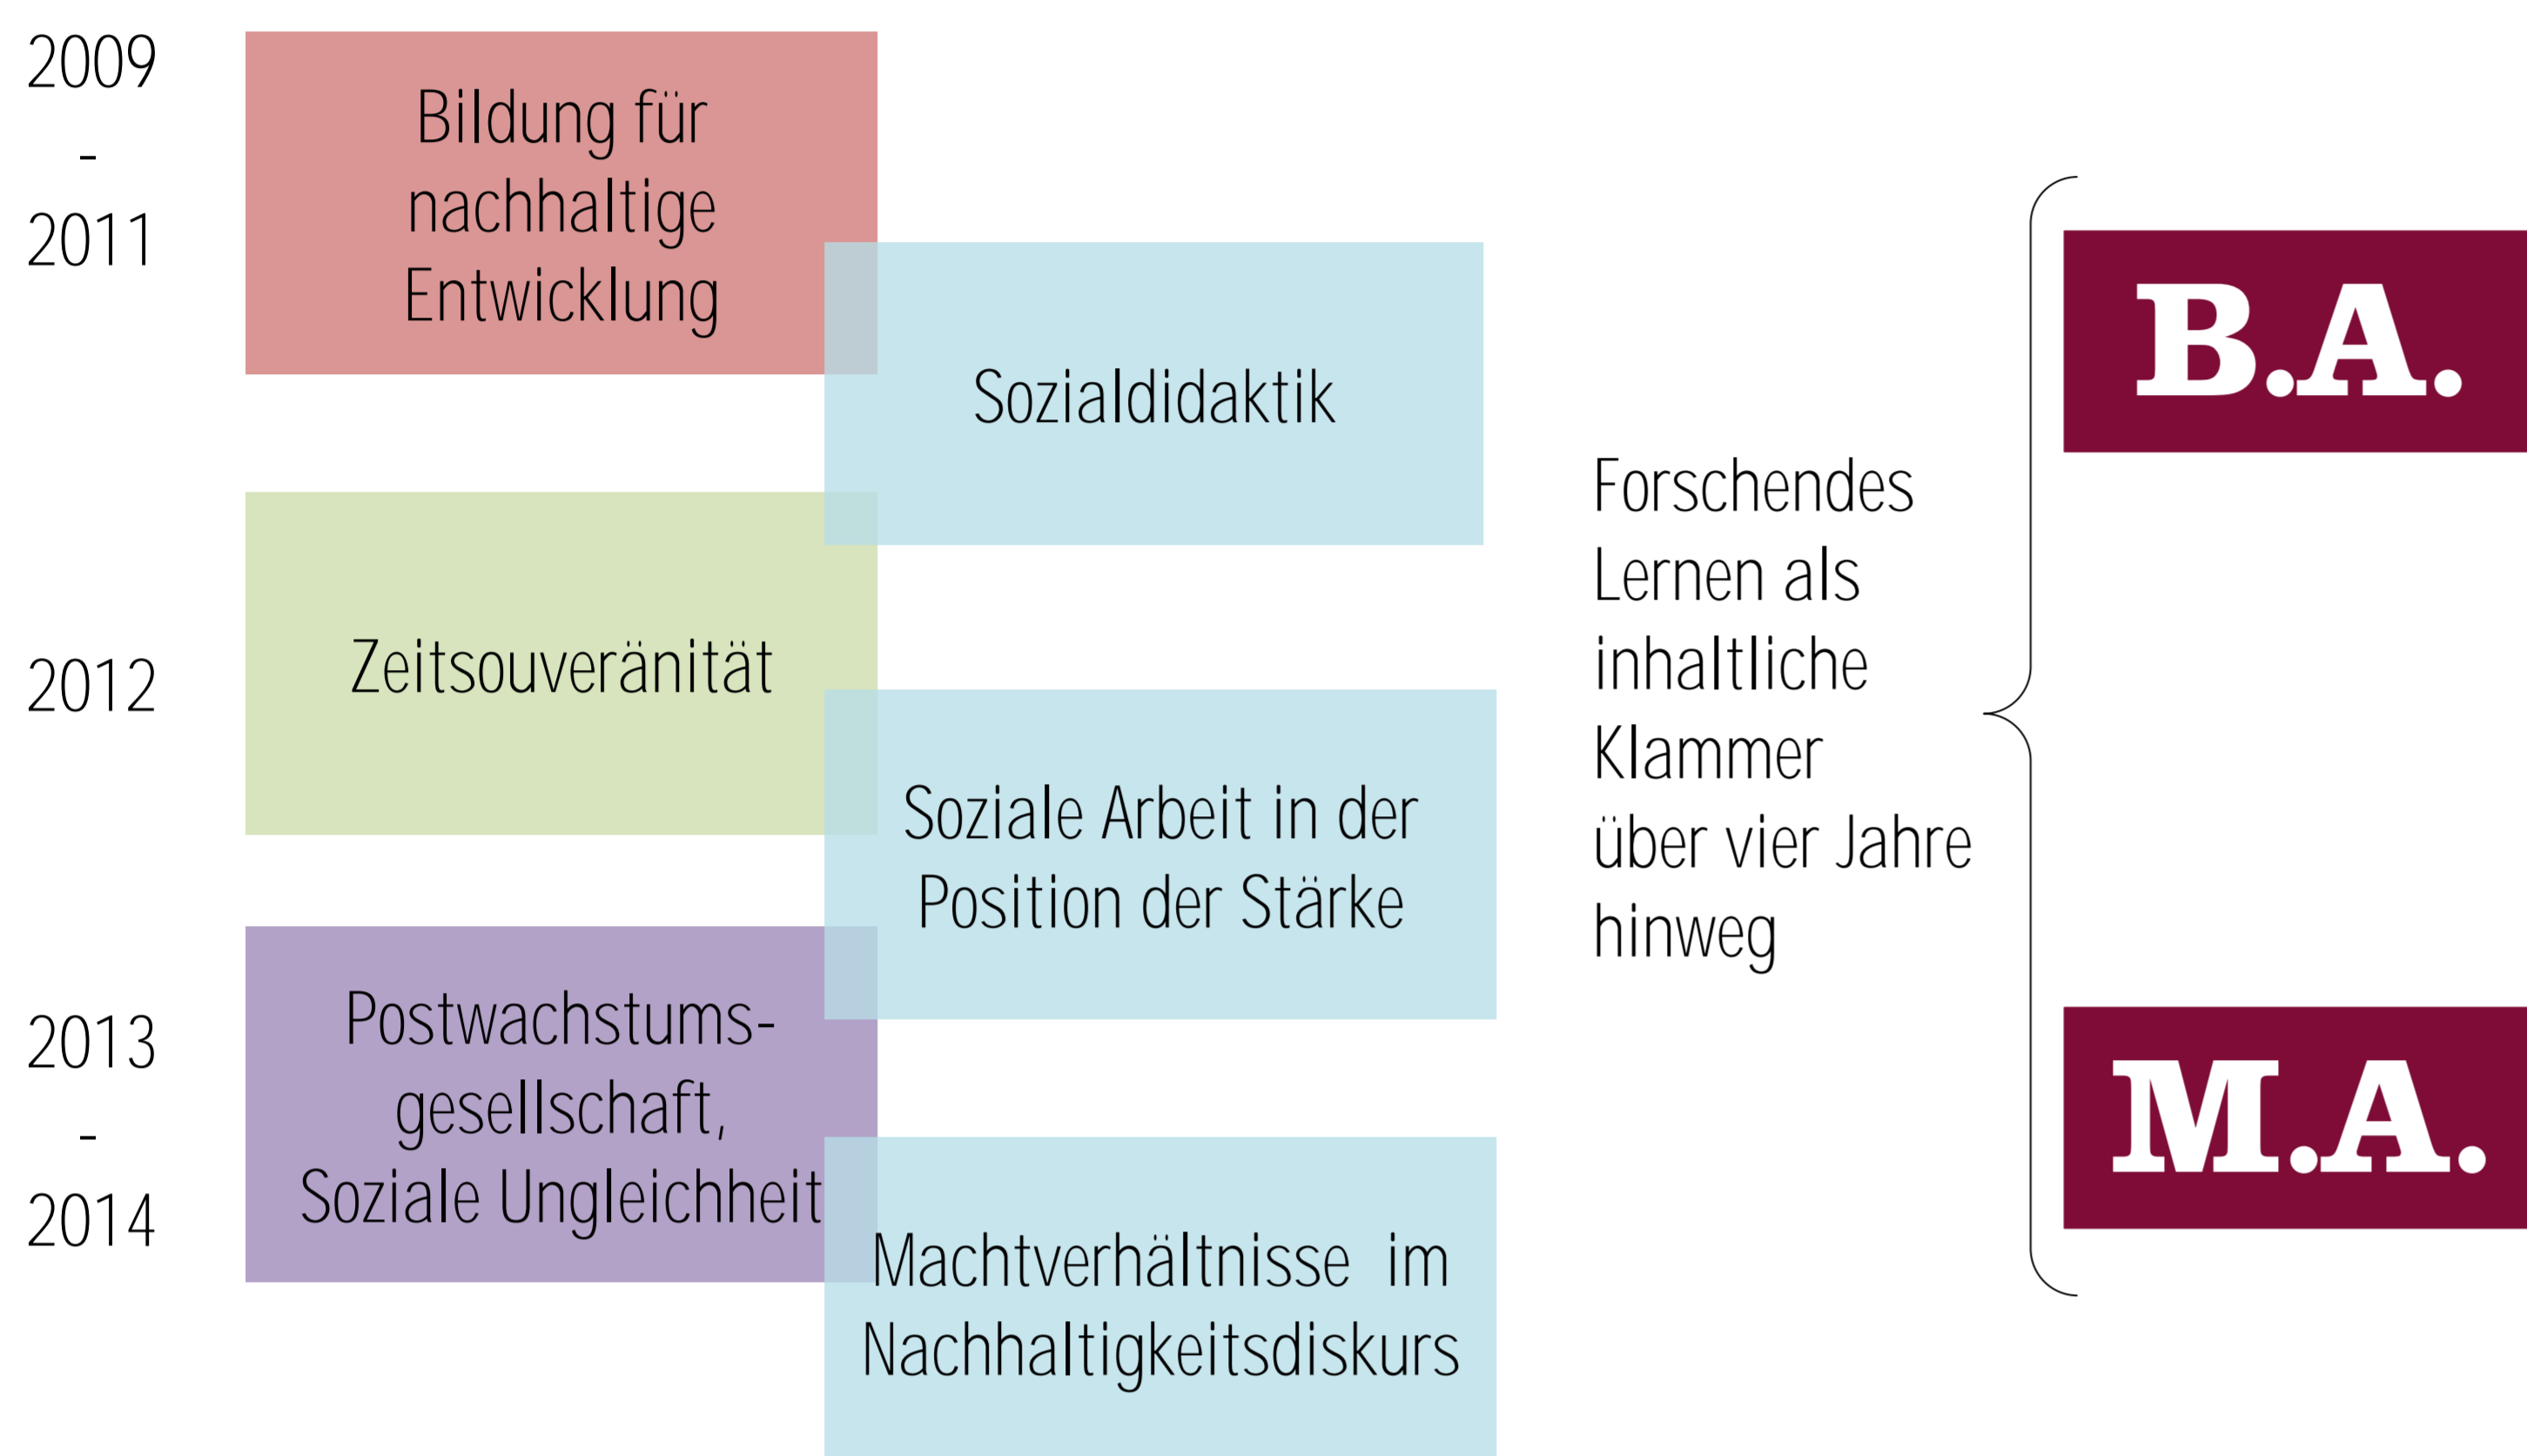 2009
-
2011
Bildung für
nachhaltige
Entwicklung
Sozialdidaktik
2012
Zeitsouveränität
Soziale Arbeit in der
Position der Stärke
2013
-
2014
Postwachstums-
gesellschaft,
Soziale Ungleichheit
Machtverhältnisse im
Nachhaltigkeitsdiskurs
Forschendes
Lernen als
inhaltliche
Klammer
über vier Jahre
hinweg
B.A.
M.A.